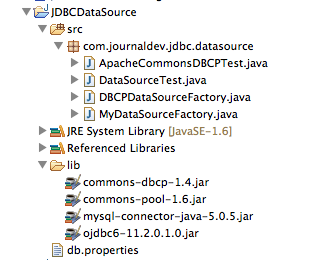 JDBCDataSource
src
com.journaldev.jdbc.datasource
ApacheCommonsDBCPTest.java
DataSourceTest.java
DBCPDataSourceFactory.java
MyDataSourceFactory.java
JRE System Library [JavaSE-1.6]
Referenced Libraries
lib
commons-dbcp-1.4.jar
commons-pool-1.6.jar
mysql-connector-java-5.0.5.jar
ojdbc6-11.2.0.1.0.jar
db.properties